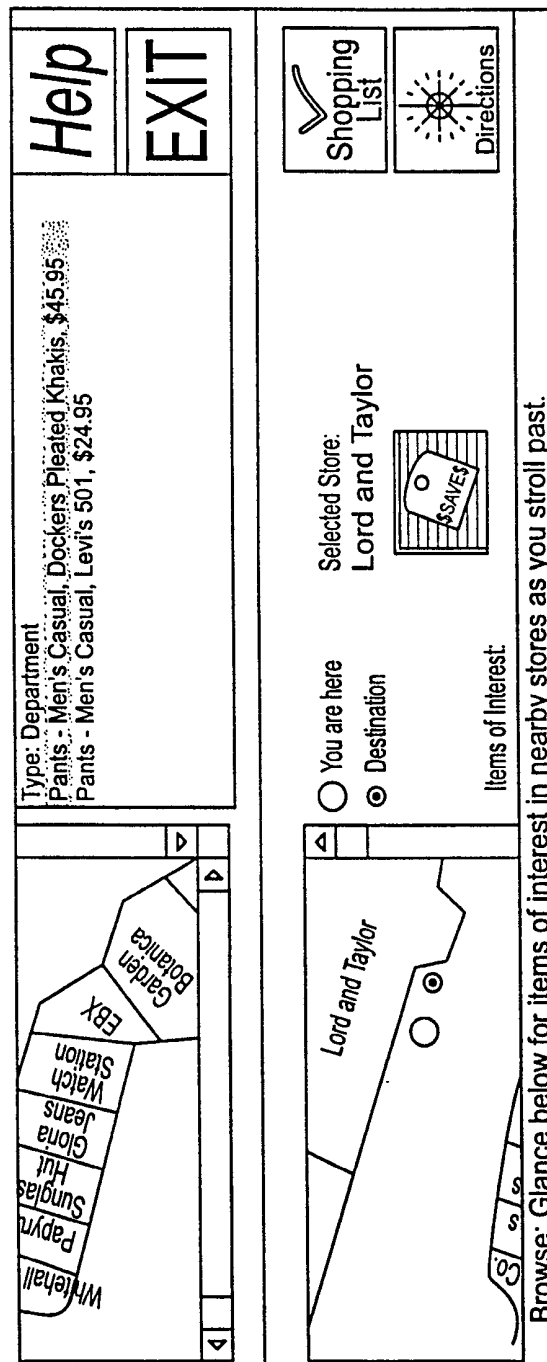 Whitehall
Papyru
Sunglas
Hut
Gloria
Jeans
Watch
Station
EBX
Garden
Botanica
Type: Department
Pants - Men's Casual, Dockers Pleated Khakis, $45.95
Pants - Men's Casual, Levi's 501, $24.95
Help
EXIT
Lord and Taylor
Co.
s
s
You are here
Destination
Selected Store:
Lord and Taylor
$SAVE$
Items of Interest:
Shopping
List
Directions
Browse: Glance below for items of interest in nearby stores as you stroll past.